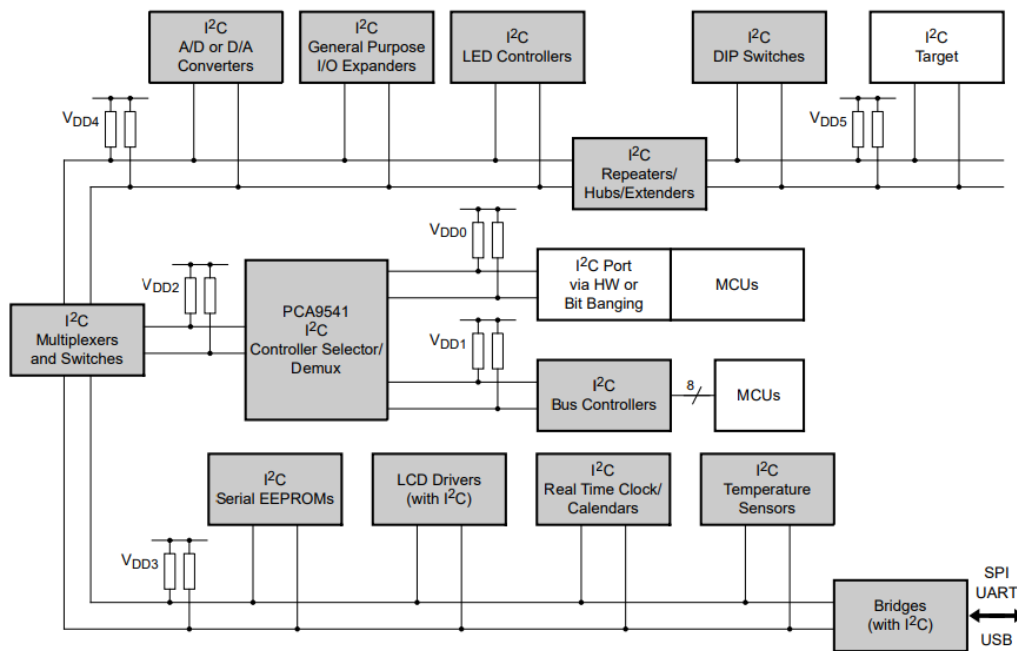 I²C
A/D or D/A
Converters
I²C
General Purpose
I/O Expanders
I²C
LED Controllers
I²C
DIP Switches
I²C
Target
VDD4
VDD5
I²C
Repeaters/
Hubs/Extenders
VDD0
I²C Port
via HW or
Bit Banging
MCUs
VDD2
PCA9541
I²C
Controller Selector/
Demux
I²C
Multiplexers
and Switches
VDD1
I²C
Bus Controllers
8
MCUs
I²C
Serial EEPROMs
LCD Drivers
(with I²C)
I²C
Real Time Clock/
Calendars
I²C
Temperature
Sensors
VDD3
Bridges
(with I²C)
SPI
UART
USB